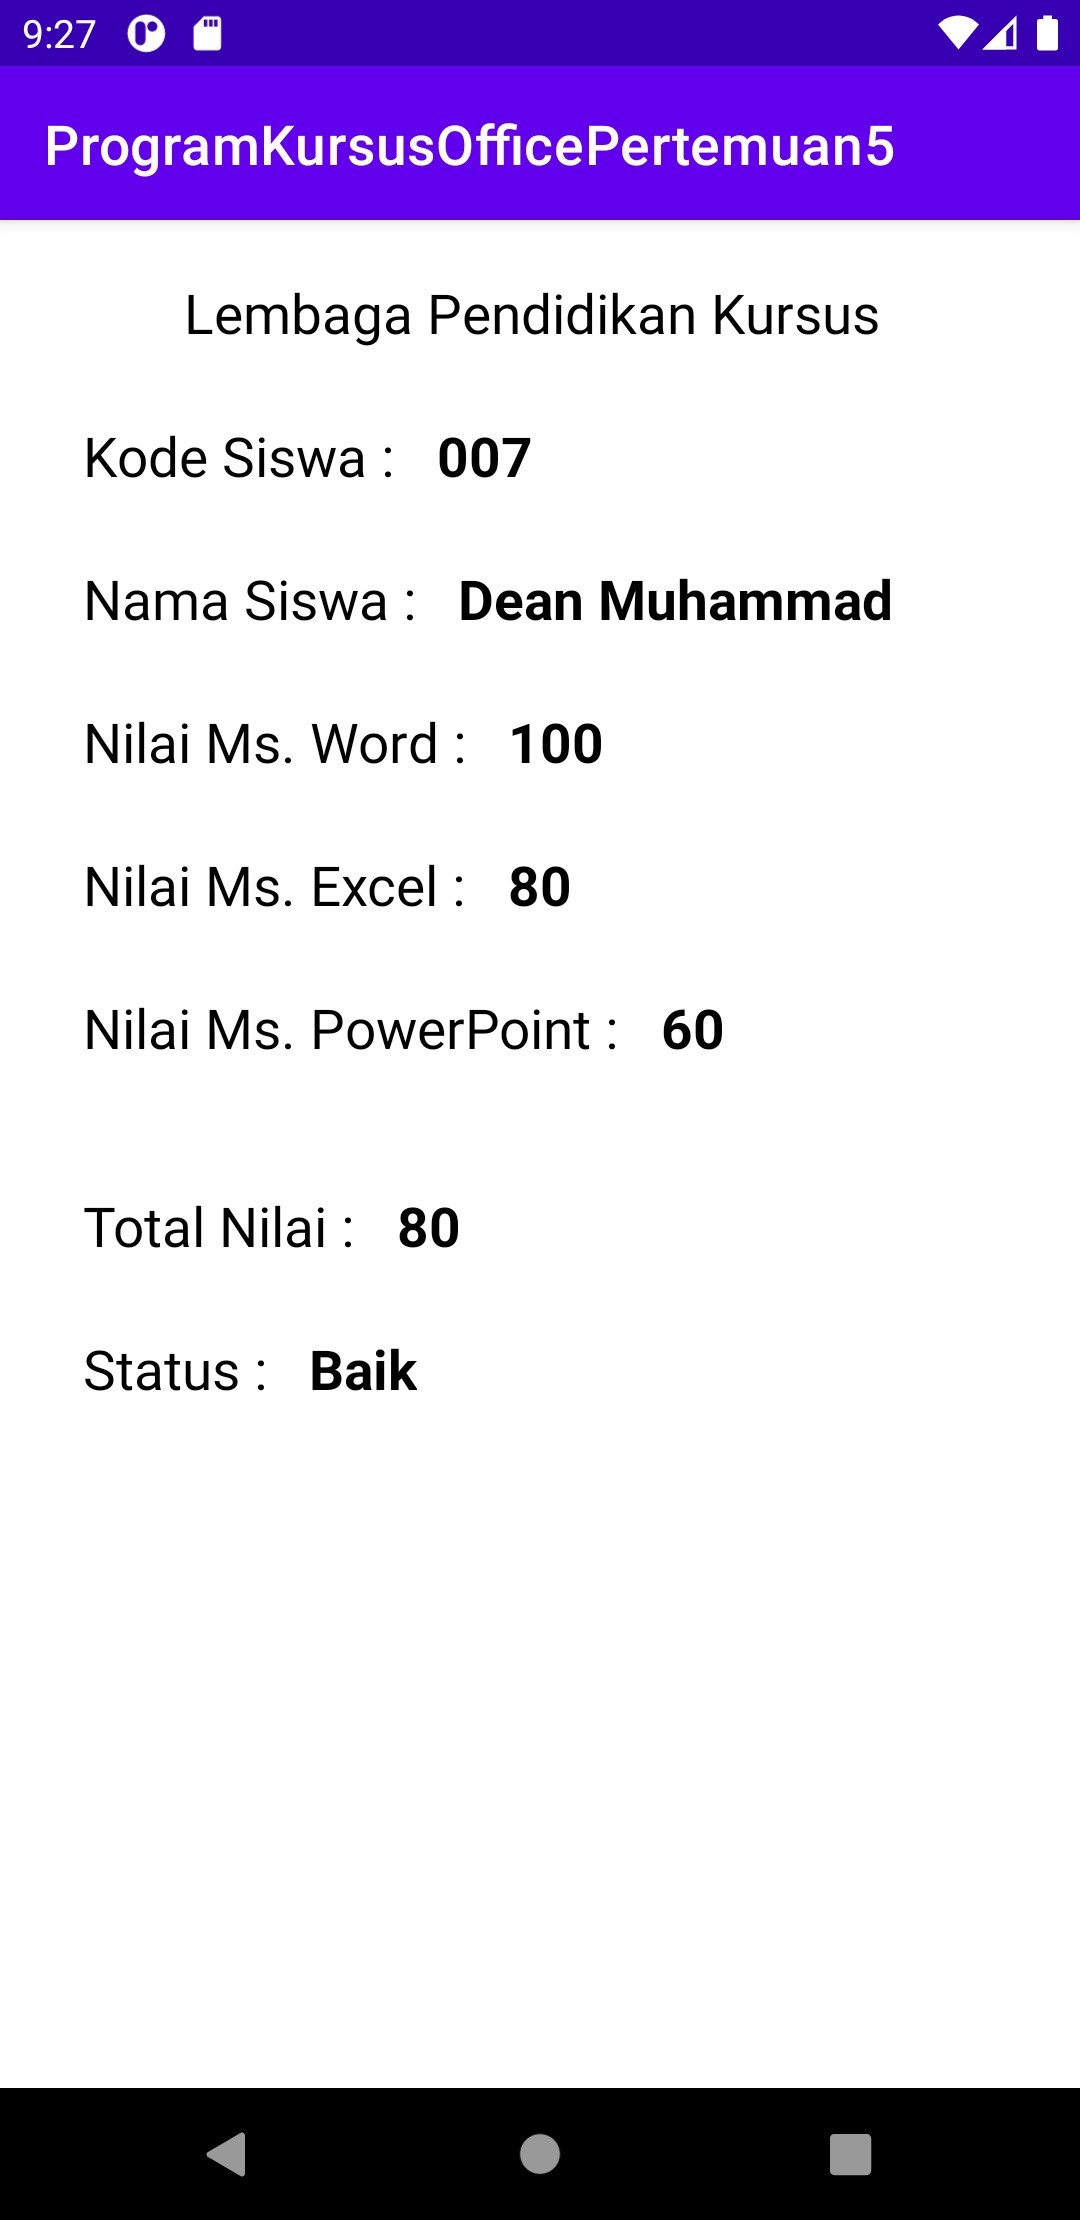 9:27
ProgramKursusOfficePertemuan5
Lembaga Pendidikan Kursus
Kode Siswa : 007
Nama Siswa : Dean Muhammad
Nilai Ms. Word : 100
Nilai Ms. Excel : 80
Nilai Ms. PowerPoint : 60
Total Nilai : 80
Status : Baik